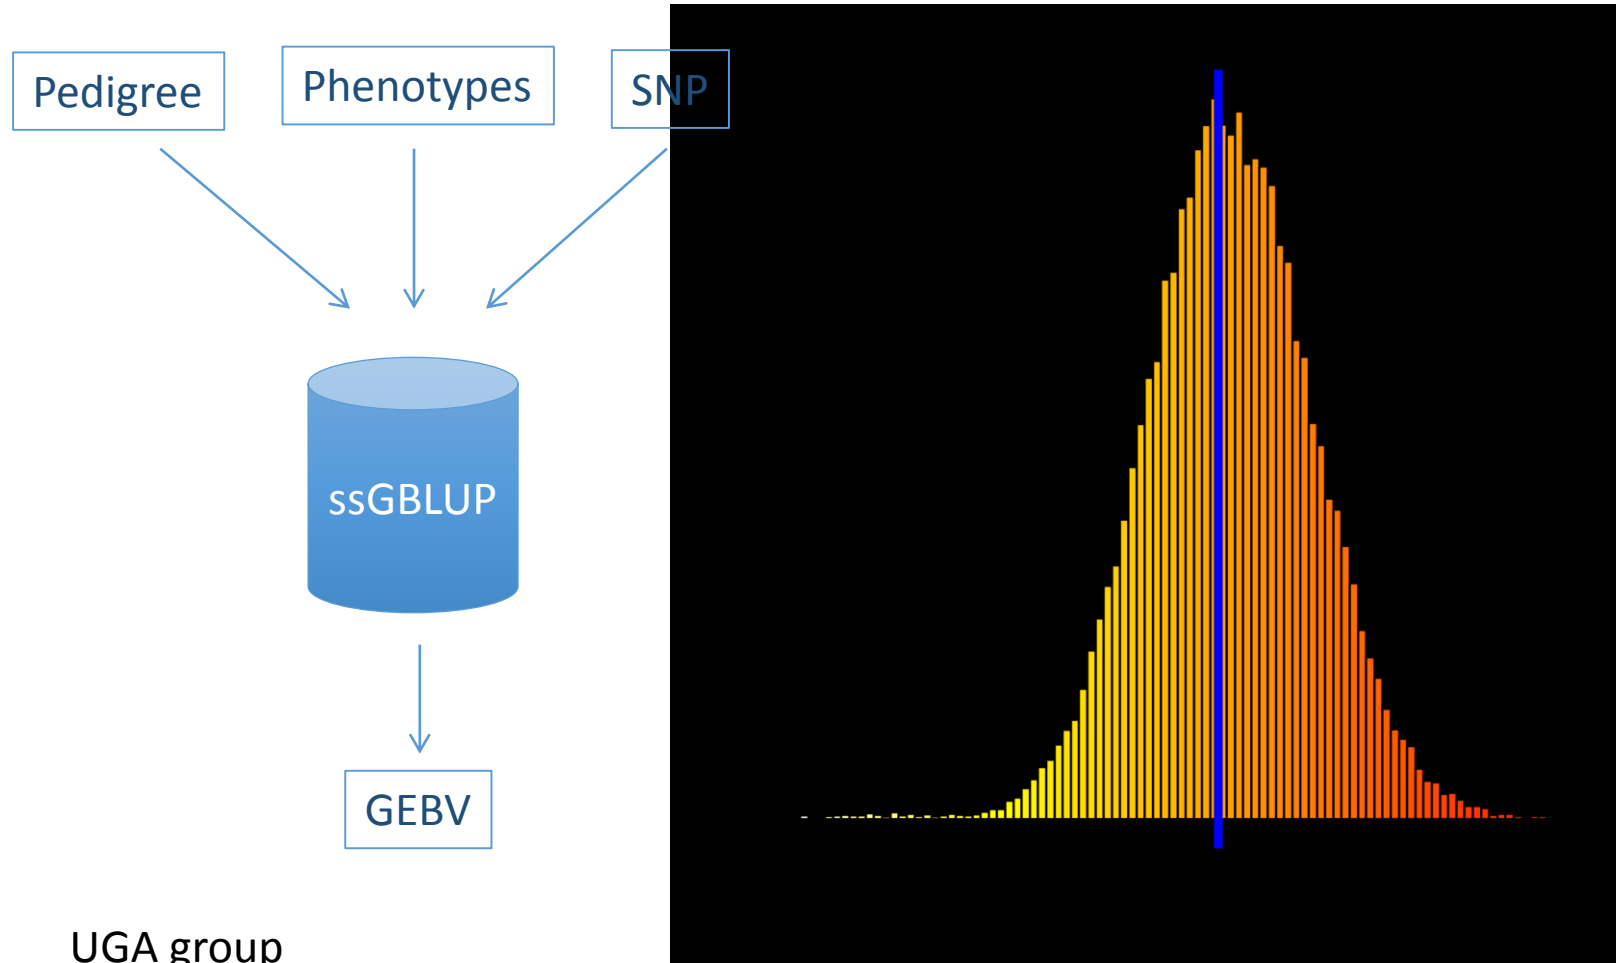 Pedigree
Phenotypes
SNP
ssGBLUP
GEBV
UGA group